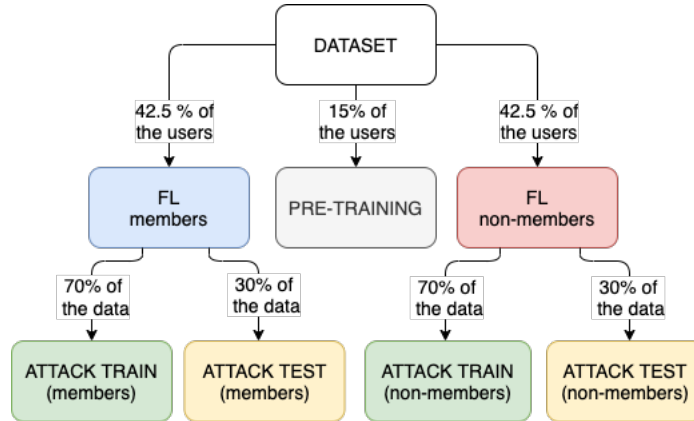 DATASET
42.5 % of
the users
15% of
the users
42.5% of
the users
FL
members
PRE-TRAINING
FL
non-members
70% of
the data
30% of
the data
70% of
the data
30% of
the data
ATTACK TRAIN
(members)
ATTACK TEST
(members)
ATTACK TRAIN
(non-members)
ATTACK TEST
(non-members)